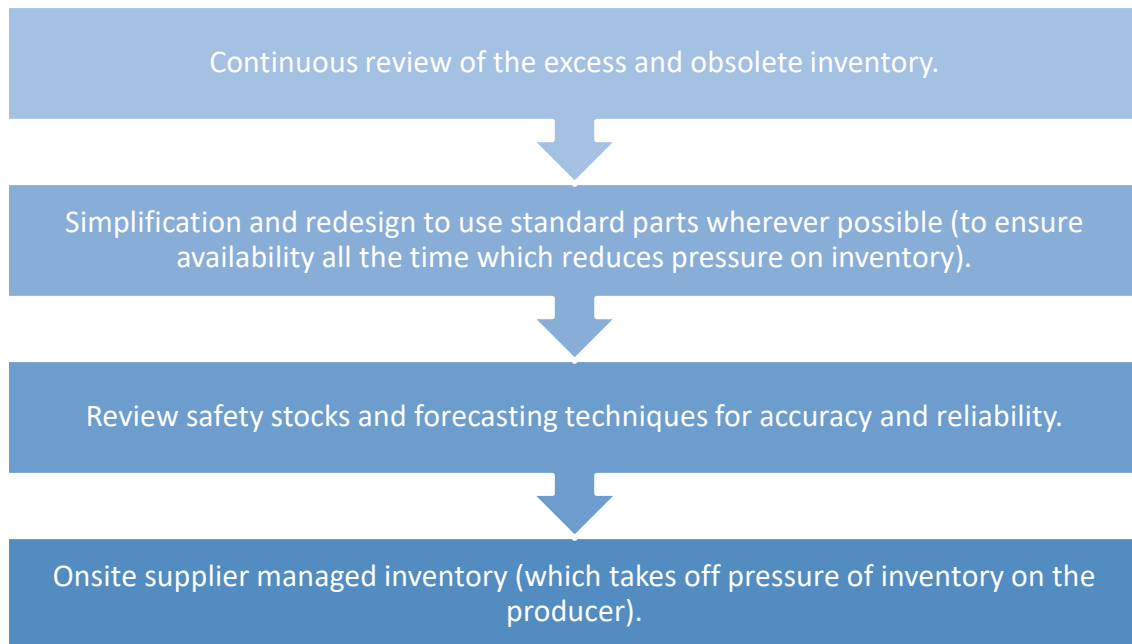 Continuous review of the excess and obsolete inventory.
Simplification and redesign to use standard parts wherever possible (to ensure
availability all the time which reduces pressure on inventory).
Review safety stocks and forecasting techniques for accuracy and reliability.
Onsite supplier managed inventory (which takes off pressure of inventory on the
producer).